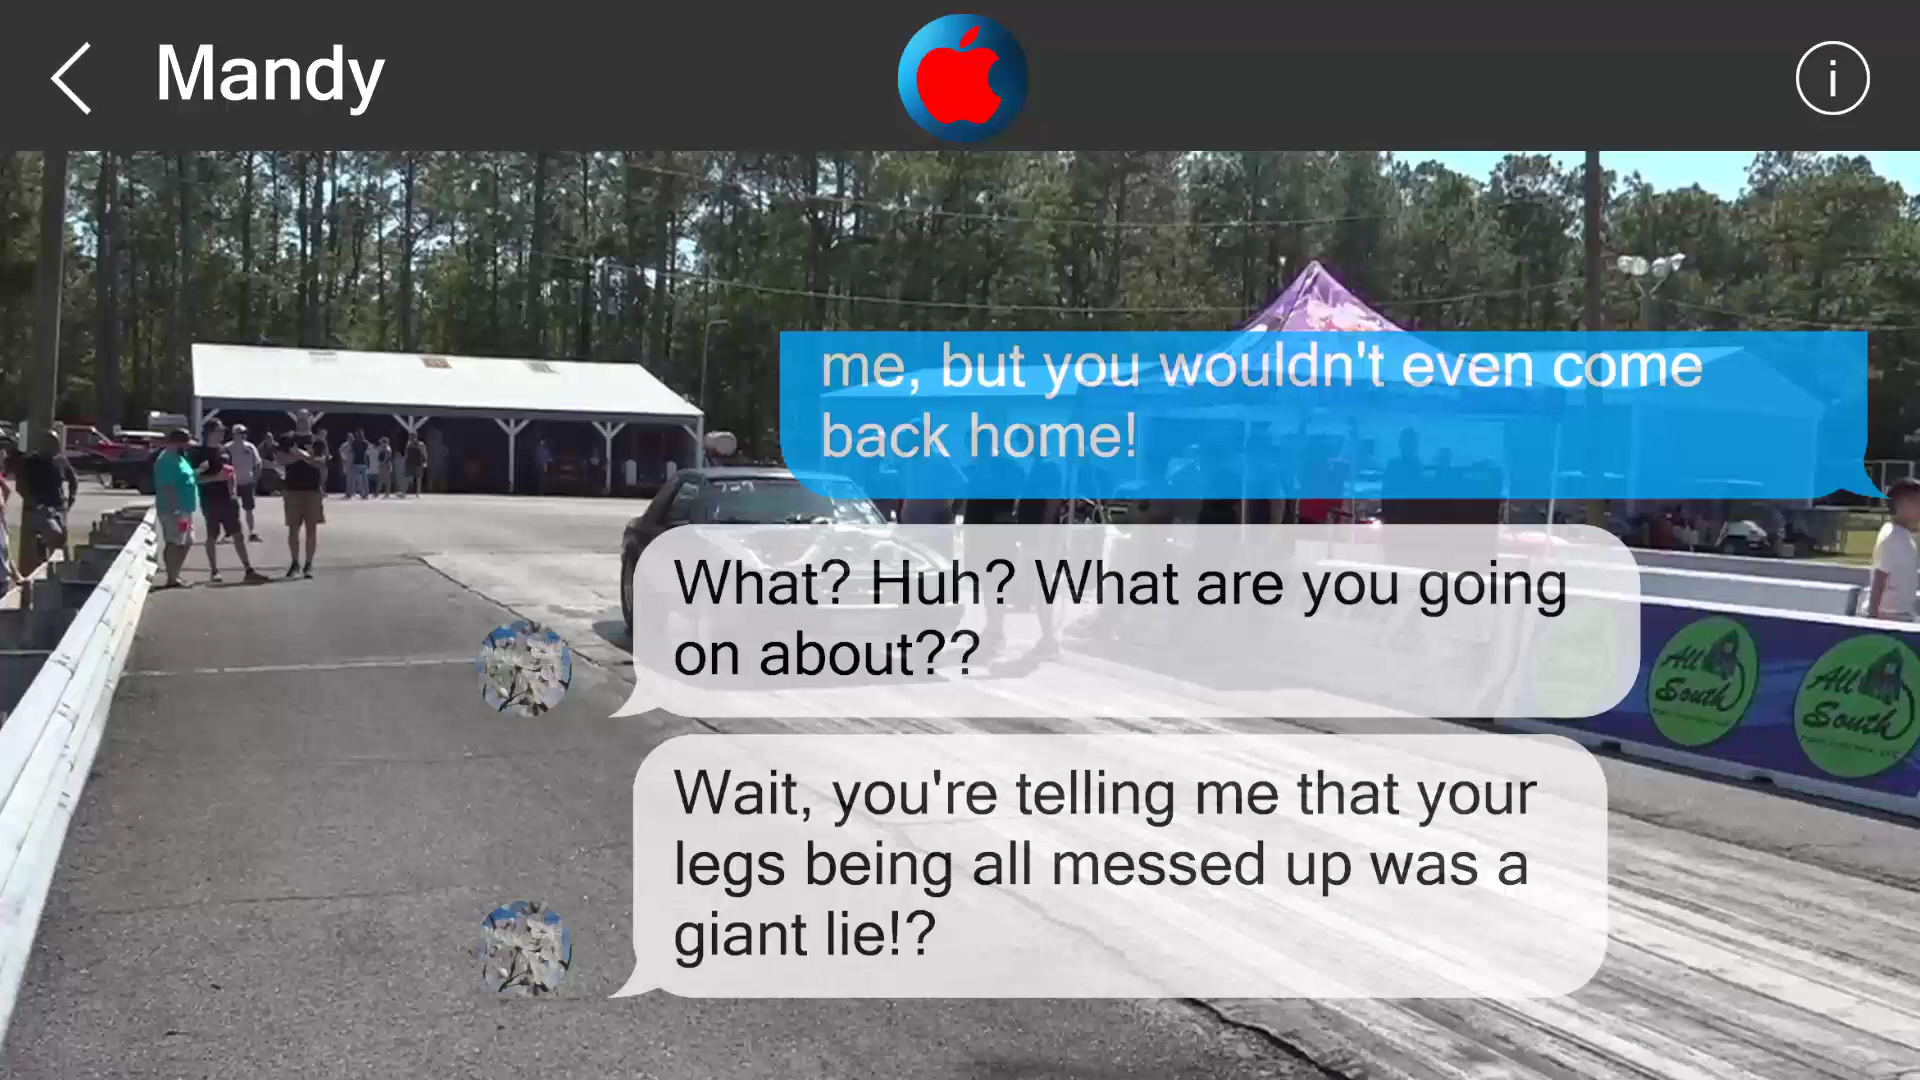 Mandy
i
me, but you wouldn't even come
back home!
What? Huh? What are you going
on about??
Wait, you're telling me that your
legs being all messed up was a
giant lie!?
All
South
All
South